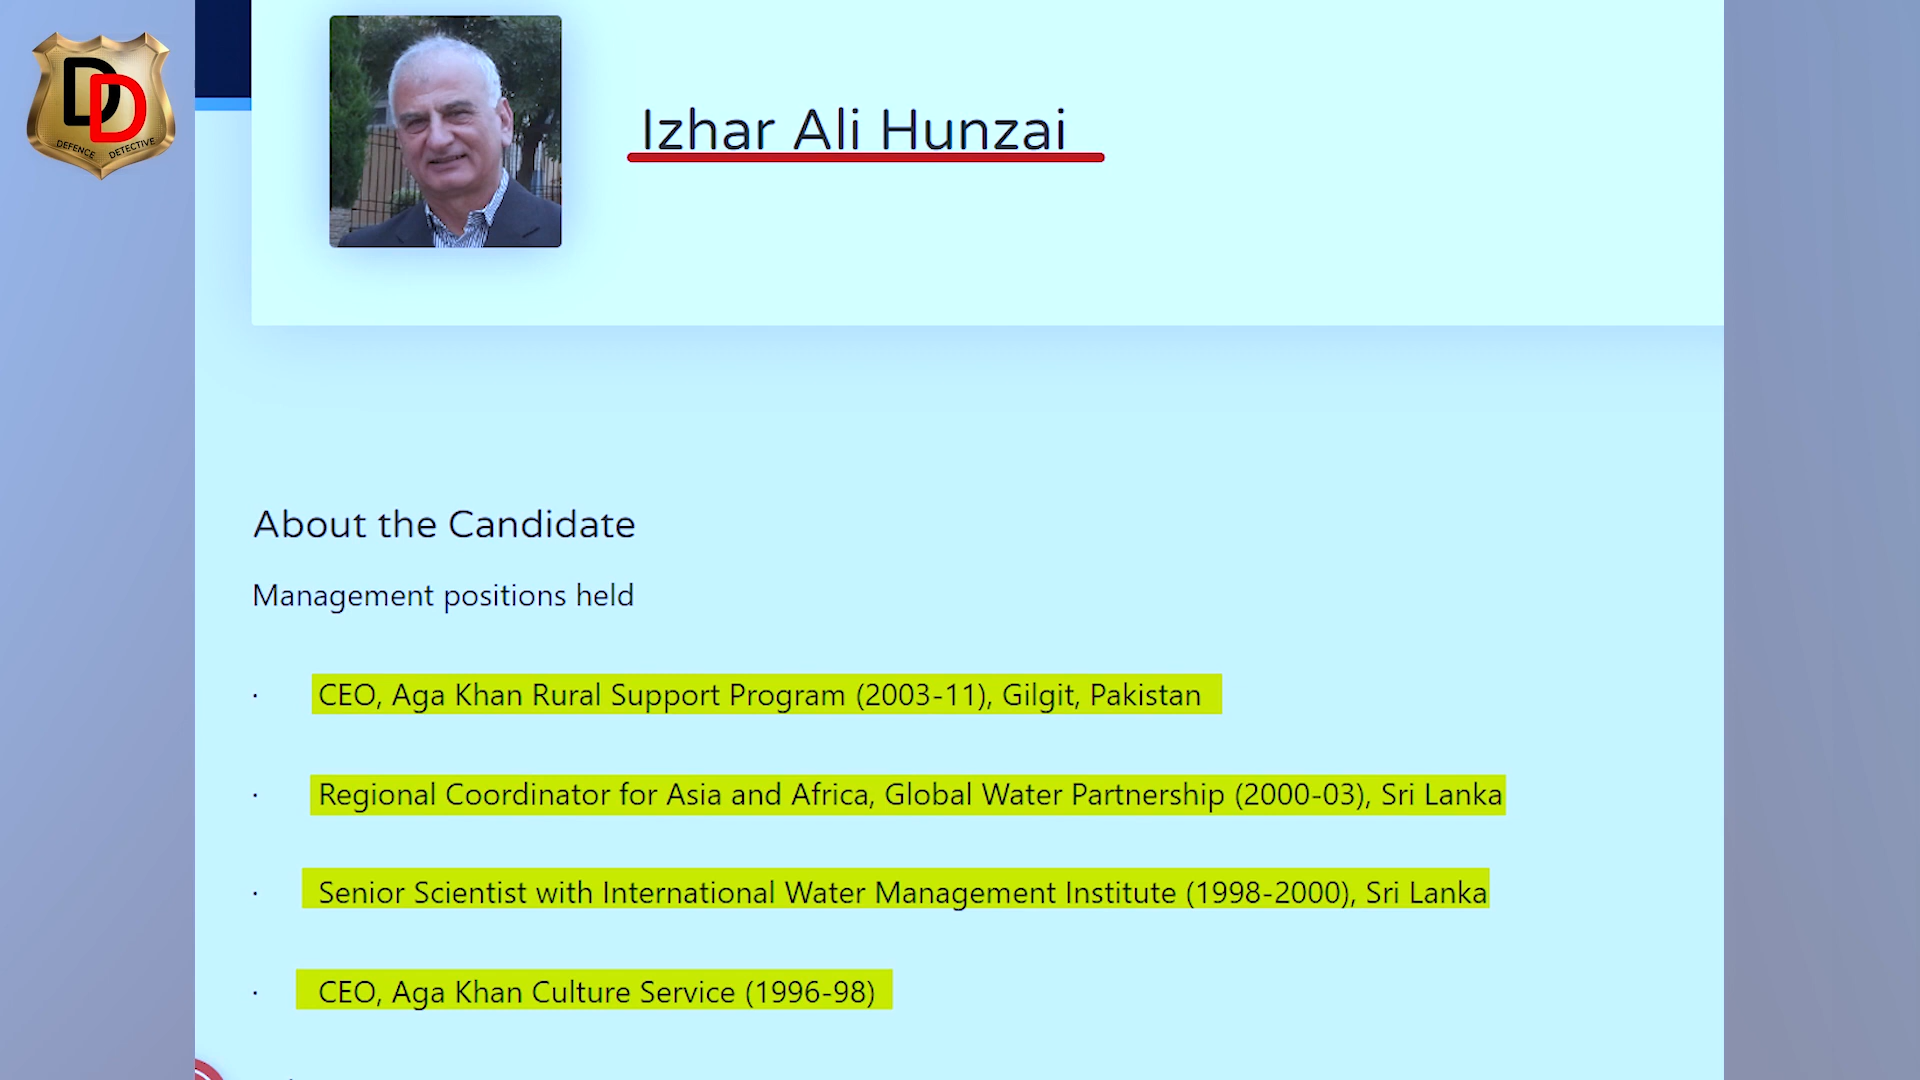 DD
DEFENCE DETECTIVE
Izhar Ali Hunzai
About the Candidate
Management positions held
· CEO, Aga Khan Rural Support Program (2003-11), Gilgit, Pakistan
· Regional Coordinator for Asia and Africa, Global Water Partnership (2000-03), Sri Lanka
· Senior Scientist with International Water Management Institute (1998-2000), Sri Lanka
· CEO, Aga Khan Culture Service (1996-98)